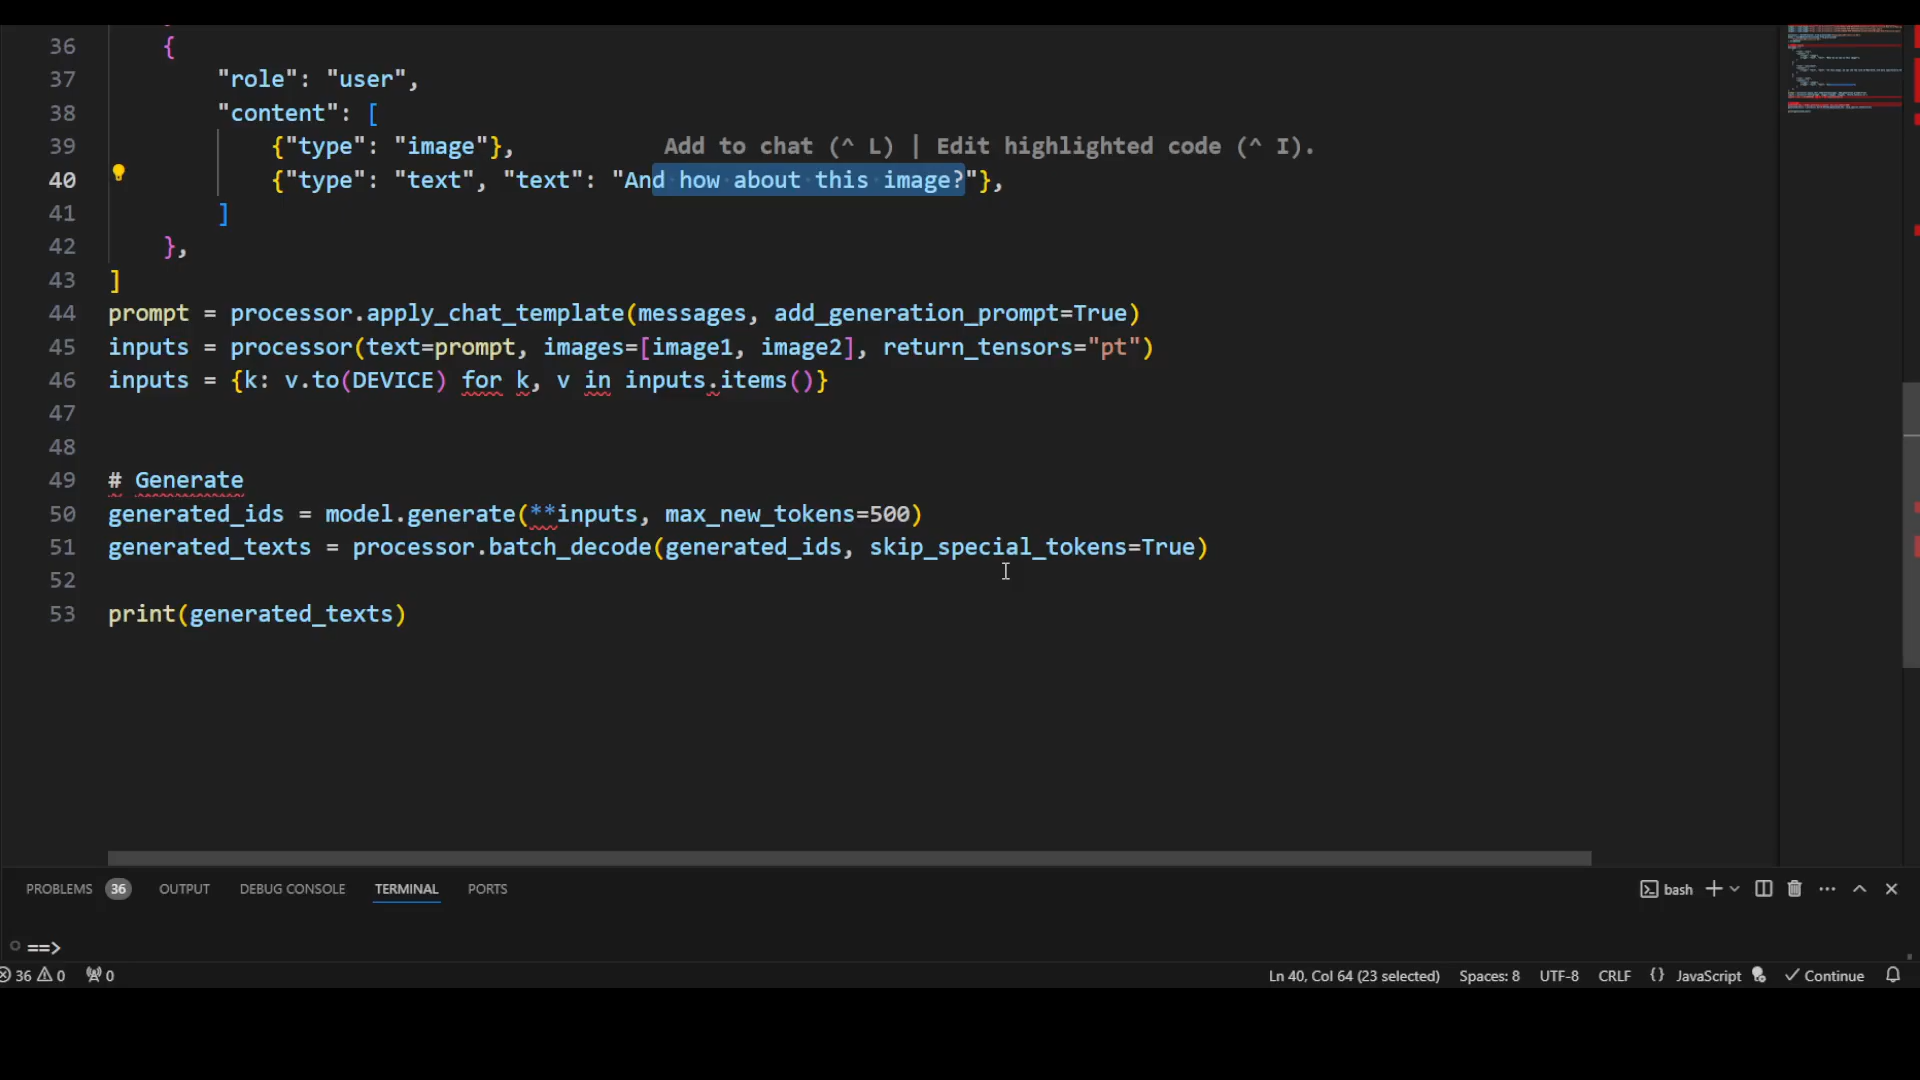 36 {
37 "role": "user",
38 "content": [
39 {"type": "image"}, Add to chat (^ L) | Edit highlighted code (^ I).
40 {"type": "text", "text": "And how about this image?"},
41 ]
42 },
43 ]
44 prompt = processor.apply_chat_template(messages, add_generation_prompt=True)
45 inputs = processor(text=prompt, images=[image1, image2], return_tensors="pt")
46 inputs = {k: v.to(DEVICE) for k, v in inputs.items()}
47
48
49 # Generate
50 generated_ids = model.generate(**inputs, max_new_tokens=500)
51 generated_texts = processor.batch_decode(generated_ids, skip_special_tokens=True)
52
53 print(generated_texts)
PROBLEMS 36 OUTPUT DEBUG CONSOLE TERMINAL PORTS bash
==>
36 0 0 Ln 40, Col 64 (23 selected) Spaces: 8 UTF-8 CRLF {} JavaScript Continue